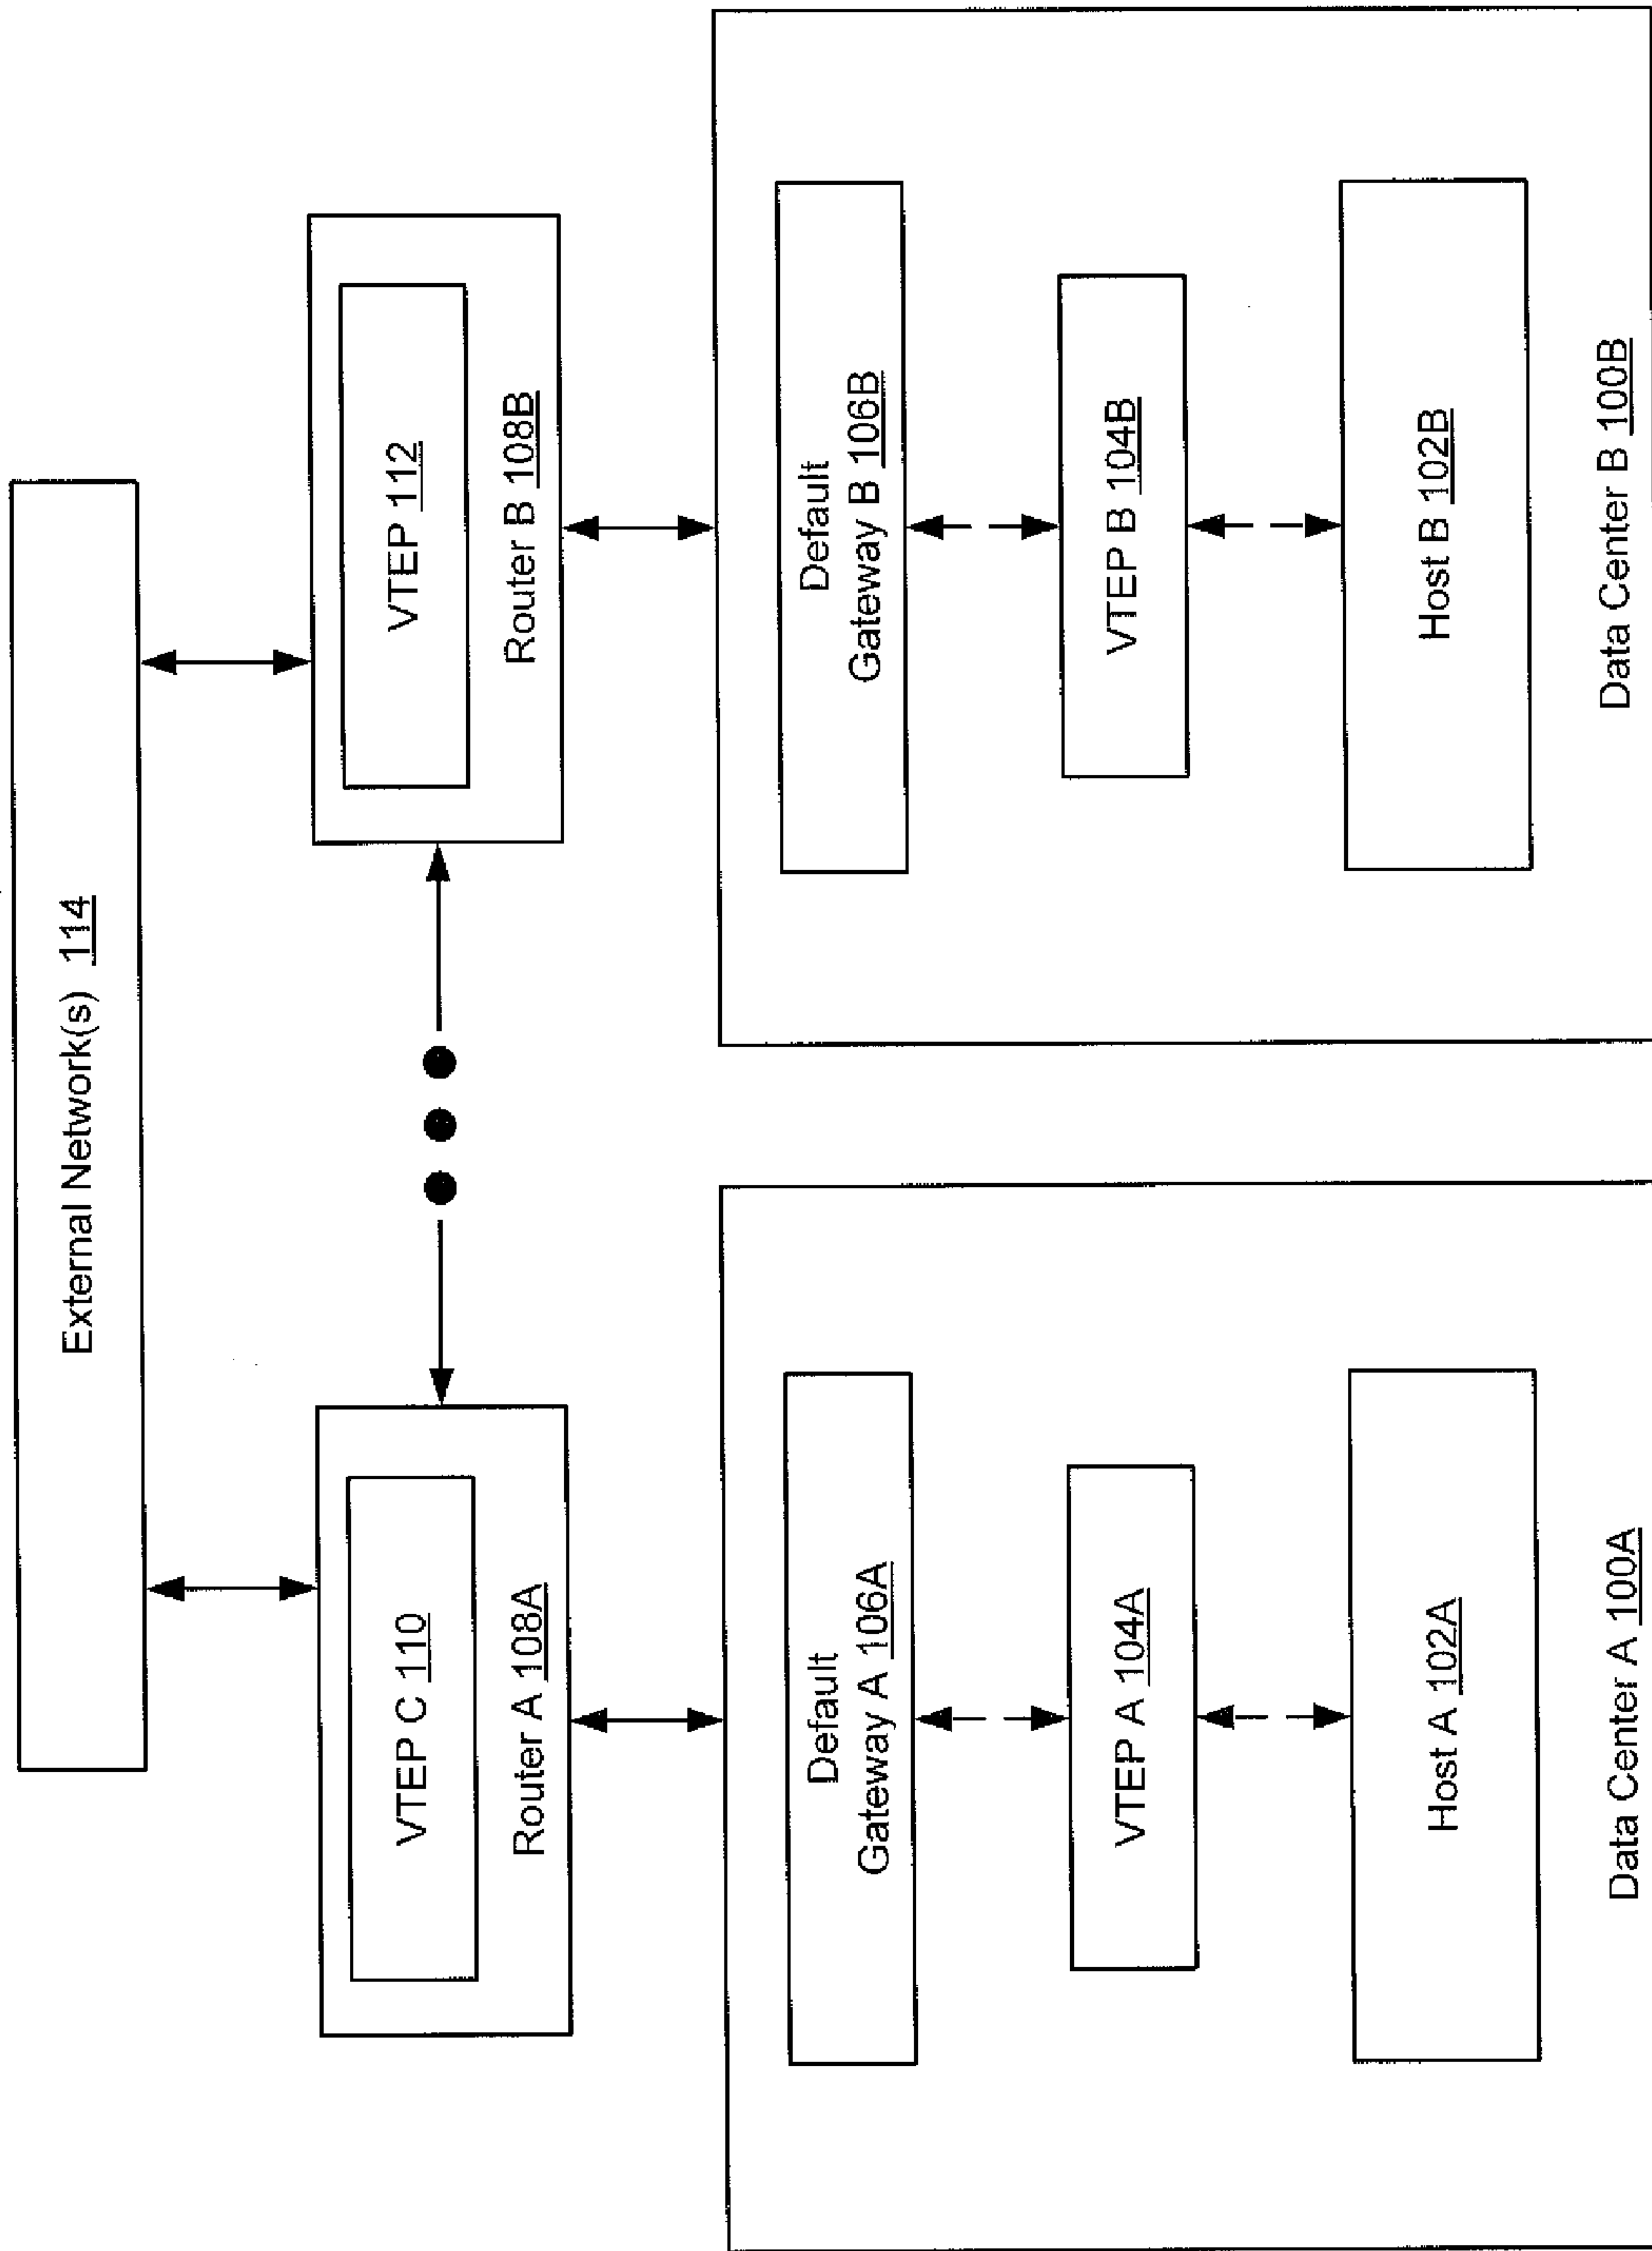 External Network(s) 114
VTEP C 110
Router A 108A
VTEP 112
Router B 108B
Default
Gateway A 106A
VTEP A 104A
Host A 102A
Data Center A 100A
Default
Gateway B 106B
VTEP B 104B
Host B 102B
Data Center B 100B